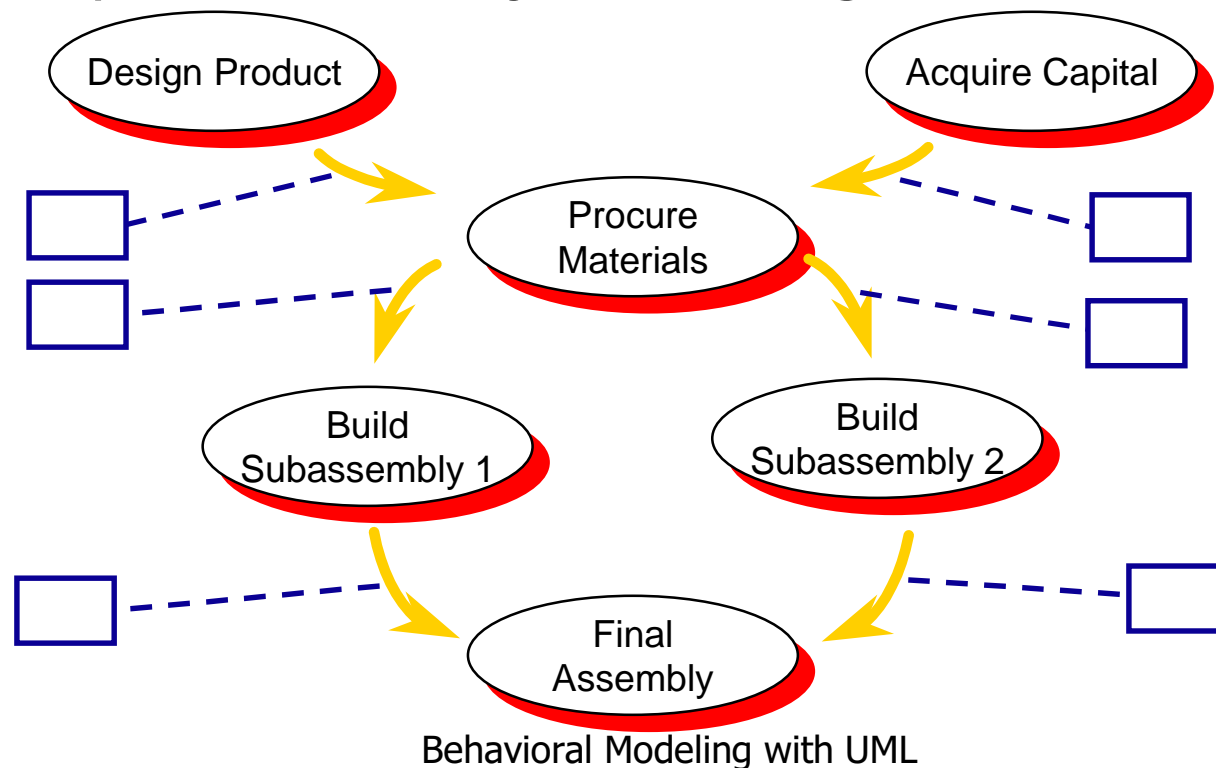 Design Product
Acquire Capital
Procure
Materials
Build
Subassembly 1
Build
Subassembly 2
Final
Assembly
Behavioral Modeling with UML